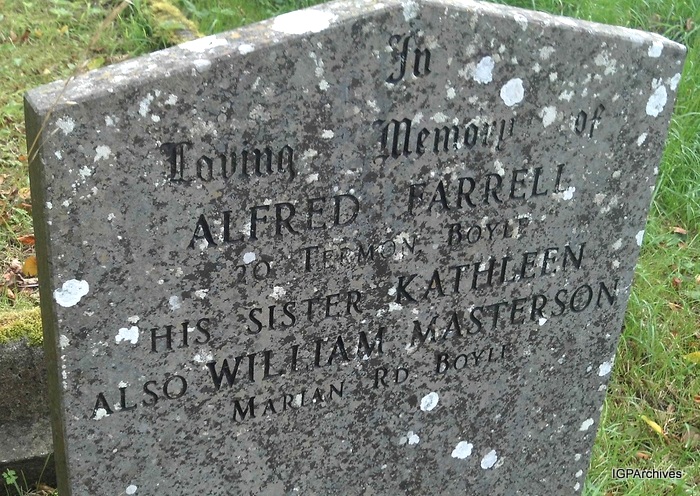 In
Loving Memory of
ALFRED FARRELL
20 TERMON BOYLE
HIS SISTER KATHLEEN
ALSO WILLIAM MASTERSON
MARIAN RD BOYLE
IGPArchives